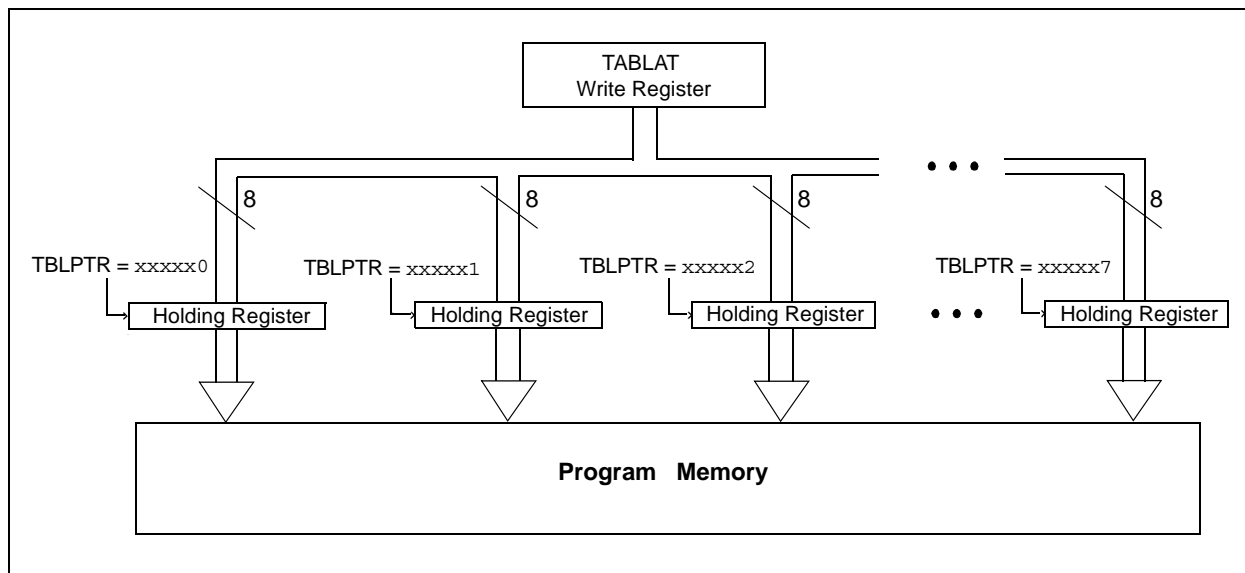 TABLAT
Write Register
8 8 8 8
TBLPTR = xxxxx0 TBLPTR = xxxxx1 TBLPTR = xxxxx2 TBLPTR = xxxxx7
Holding Register Holding Register Holding Register Holding Register
Program Memory